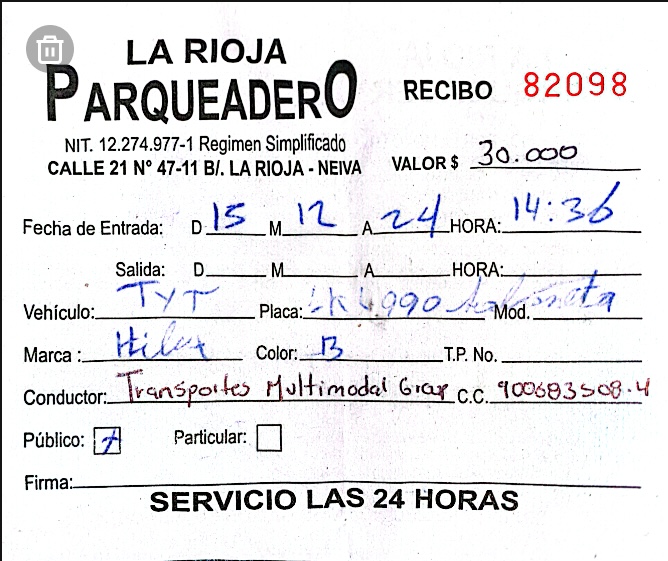 LA RIOJA
PARQUEADERO
RECIBO 82098
NIT. 12.274.977-1 Regimen Simplificado
CALLE 21 N° 47-11 B/. LA RIOJA - NEIVA
VALOR $ 30.000
Fecha de Entrada: D 15 M 12 A 24 HORA: 14:36
Salida: D M A HORA:
Vehículo: TYT Placa: Mod.
Marca: Hilux Color: B T.P. No.
Conductor: Transportes Multimodal Group C.C. 900683508-4
Público: + Particular:
Firma:
SERVICIO LAS 24 HORAS